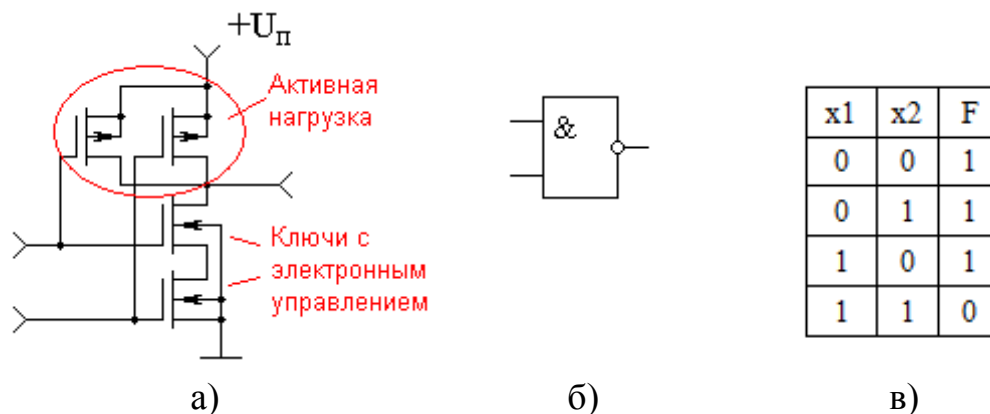 +Uп
Активная
нагрузка
Ключи с
электронным
управлением
&
x1 x2 F
0 0 1
0 1 1
1 0 1
1 1 0
а) б) в)